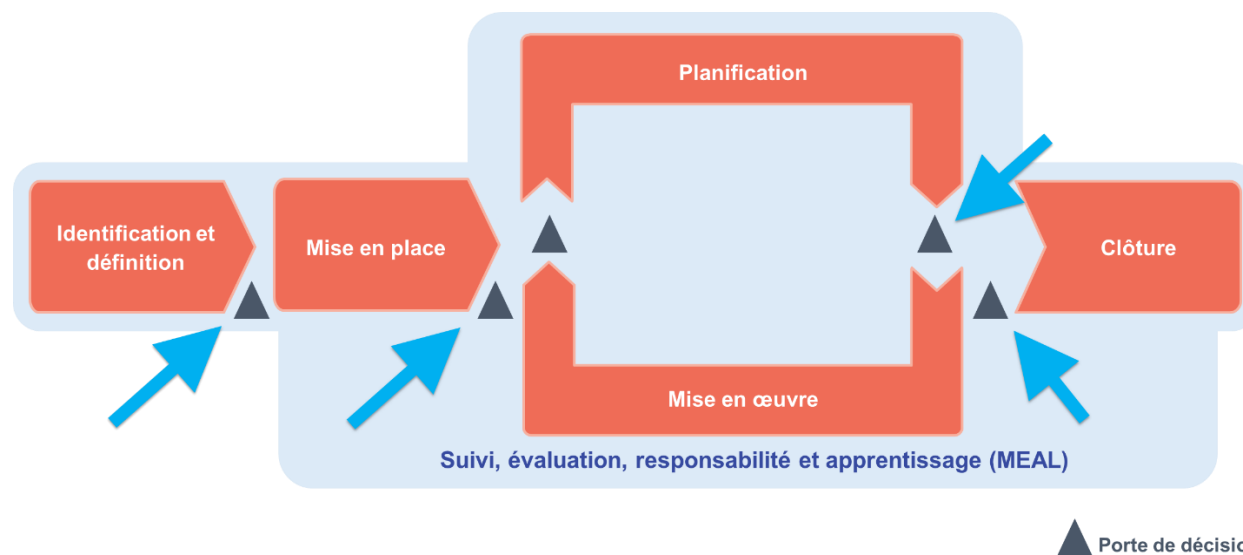 Planification
Identification et
définition
Mise en place
Clôture
Mise en œuvre
Suivi, évaluation, responsabilité et apprentissage (MEAL)
Porte de décisio